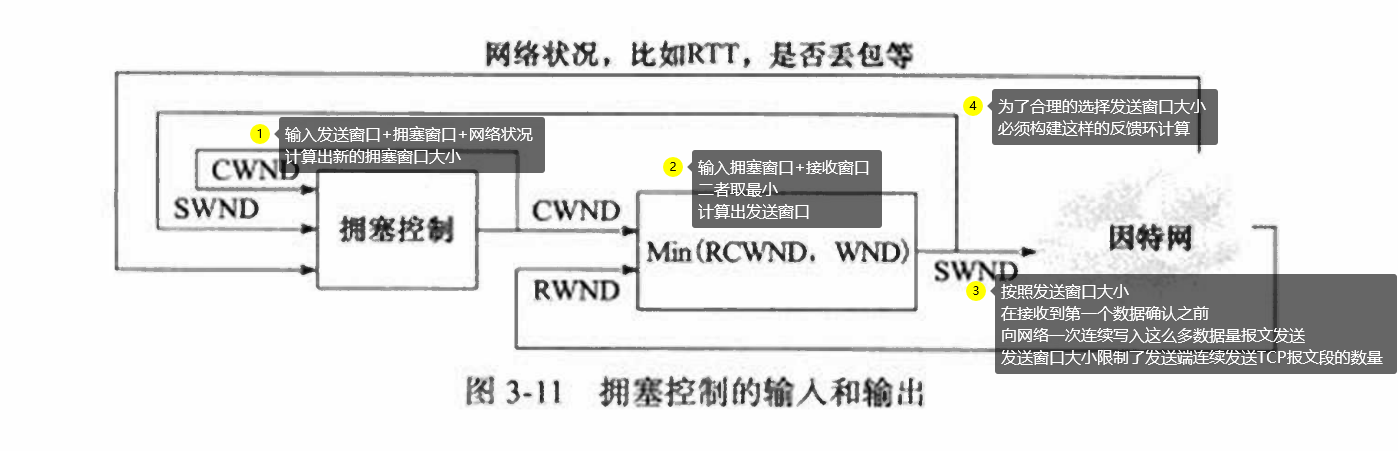 网络状况，比如RTT，是否丢包等
4
为了合理的选择发送窗口大小
必须构建这样的反馈环计算
1
输入发送窗口+拥塞窗口+网络状况
计算出新的拥塞窗口大小
2
输入拥塞窗口+接收窗口
二者取最小
计算出发送窗口
CWND
SWND
拥塞控制
CWND
RWND
Min(RCWND，WND)
SWND
因特网
3
按照发送窗口大小
在接收到第一个数据确认之前
向网络一次连续写入这么多数据量报文发送
发送窗口大小限制了发送端连续发送TCP报文段的数量
图 3-11 拥塞控制的输入和输出